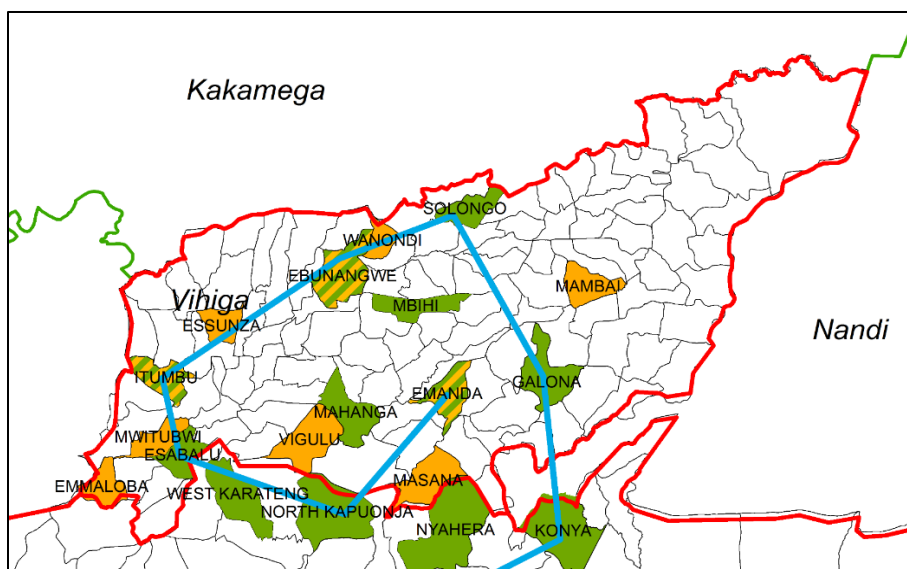 Kakamega
SOLONGO
WANONDI
EBUNANGWE
MAMBAI
Vihiga
MBIHI
ESSUNZA
Nandi
ITUMBU
GALONA
EMANDA
MAHANGA
MWITUBWI
VIGULU
ESABALU
EMMALOBA
MASANA
WEST KARATENG
NORTH KAPUONJA
NYAHERA
KONYA